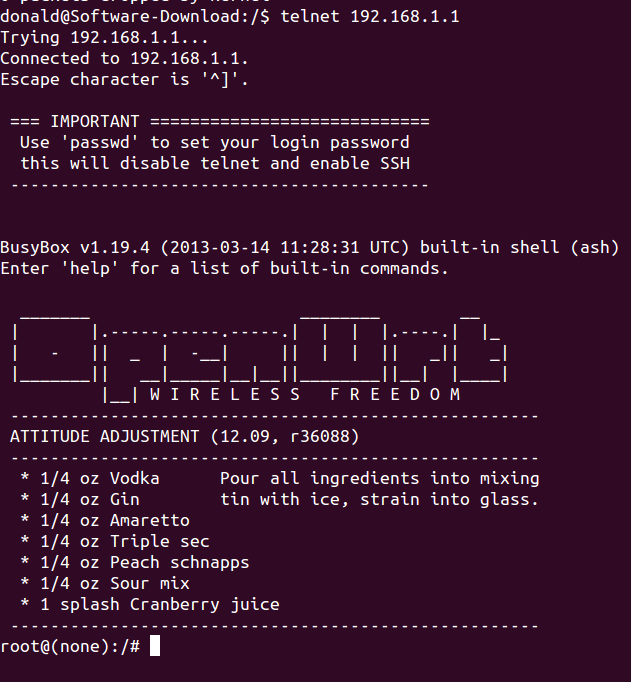 donald@Software-Download:/$ telnet 192.168.1.1
Trying 192.168.1.1...
Connected to 192.168.1.1.
Escape character is '^]'.
=== IMPORTANT ============================
Use 'passwd' to set your login password
this will disable telnet and enable SSH
------------------------------------------
BusyBox v1.19.4 (2013-03-14 11:28:31 UTC) built-in shell (ash)
Enter 'help' for a list of built-in commands.
OpenWrt
W I R E L E S S   F R E E D O M
-----------------------------------------------------
ATTITUDE ADJUSTMENT (12.09, r36088)
-----------------------------------------------------
* 1/4 oz Vodka      Pour all ingredients into mixing
* 1/4 oz Gin        tin with ice, strain into glass.
* 1/4 oz Amaretto
* 1/4 oz Triple sec
* 1/4 oz Peach schnapps
* 1/4 oz Sour mix
* 1 splash Cranberry juice
-----------------------------------------------------
root@(none):/#